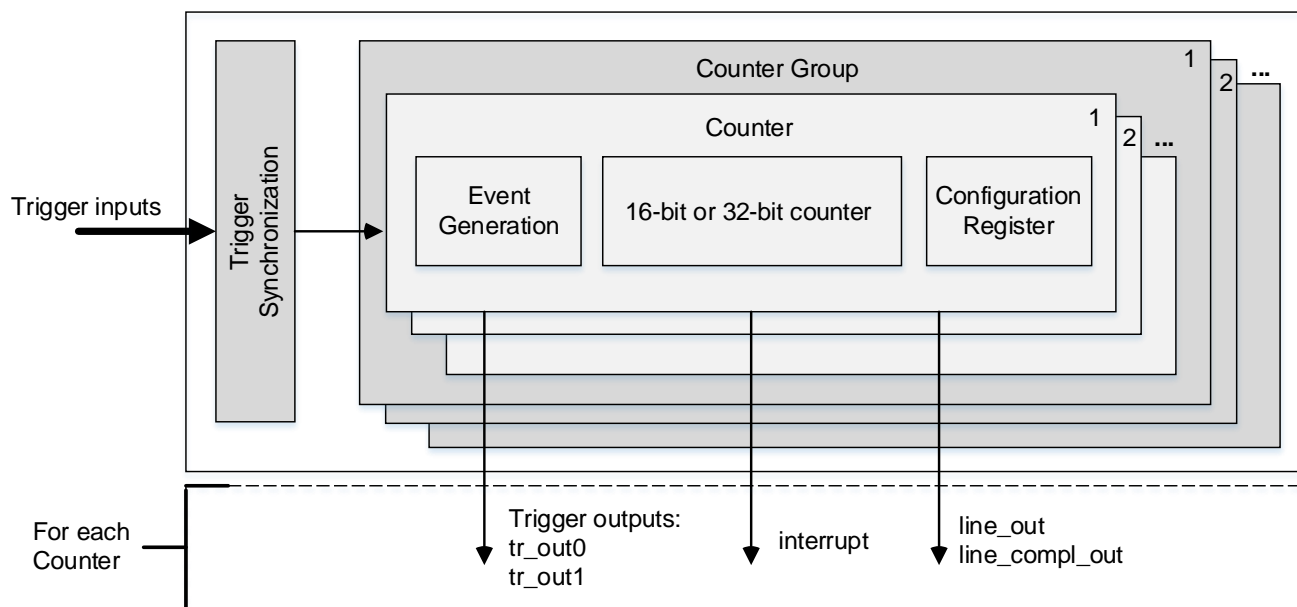 Counter Group
1
2
...
Counter
1
2
...
Trigger inputs
Trigger
Synchronization
Event
Generation
16-bit or 32-bit counter
Configuration
Register
For each
Counter
Trigger outputs:
tr_out0
tr_out1
interrupt
line_out
line_compl_out